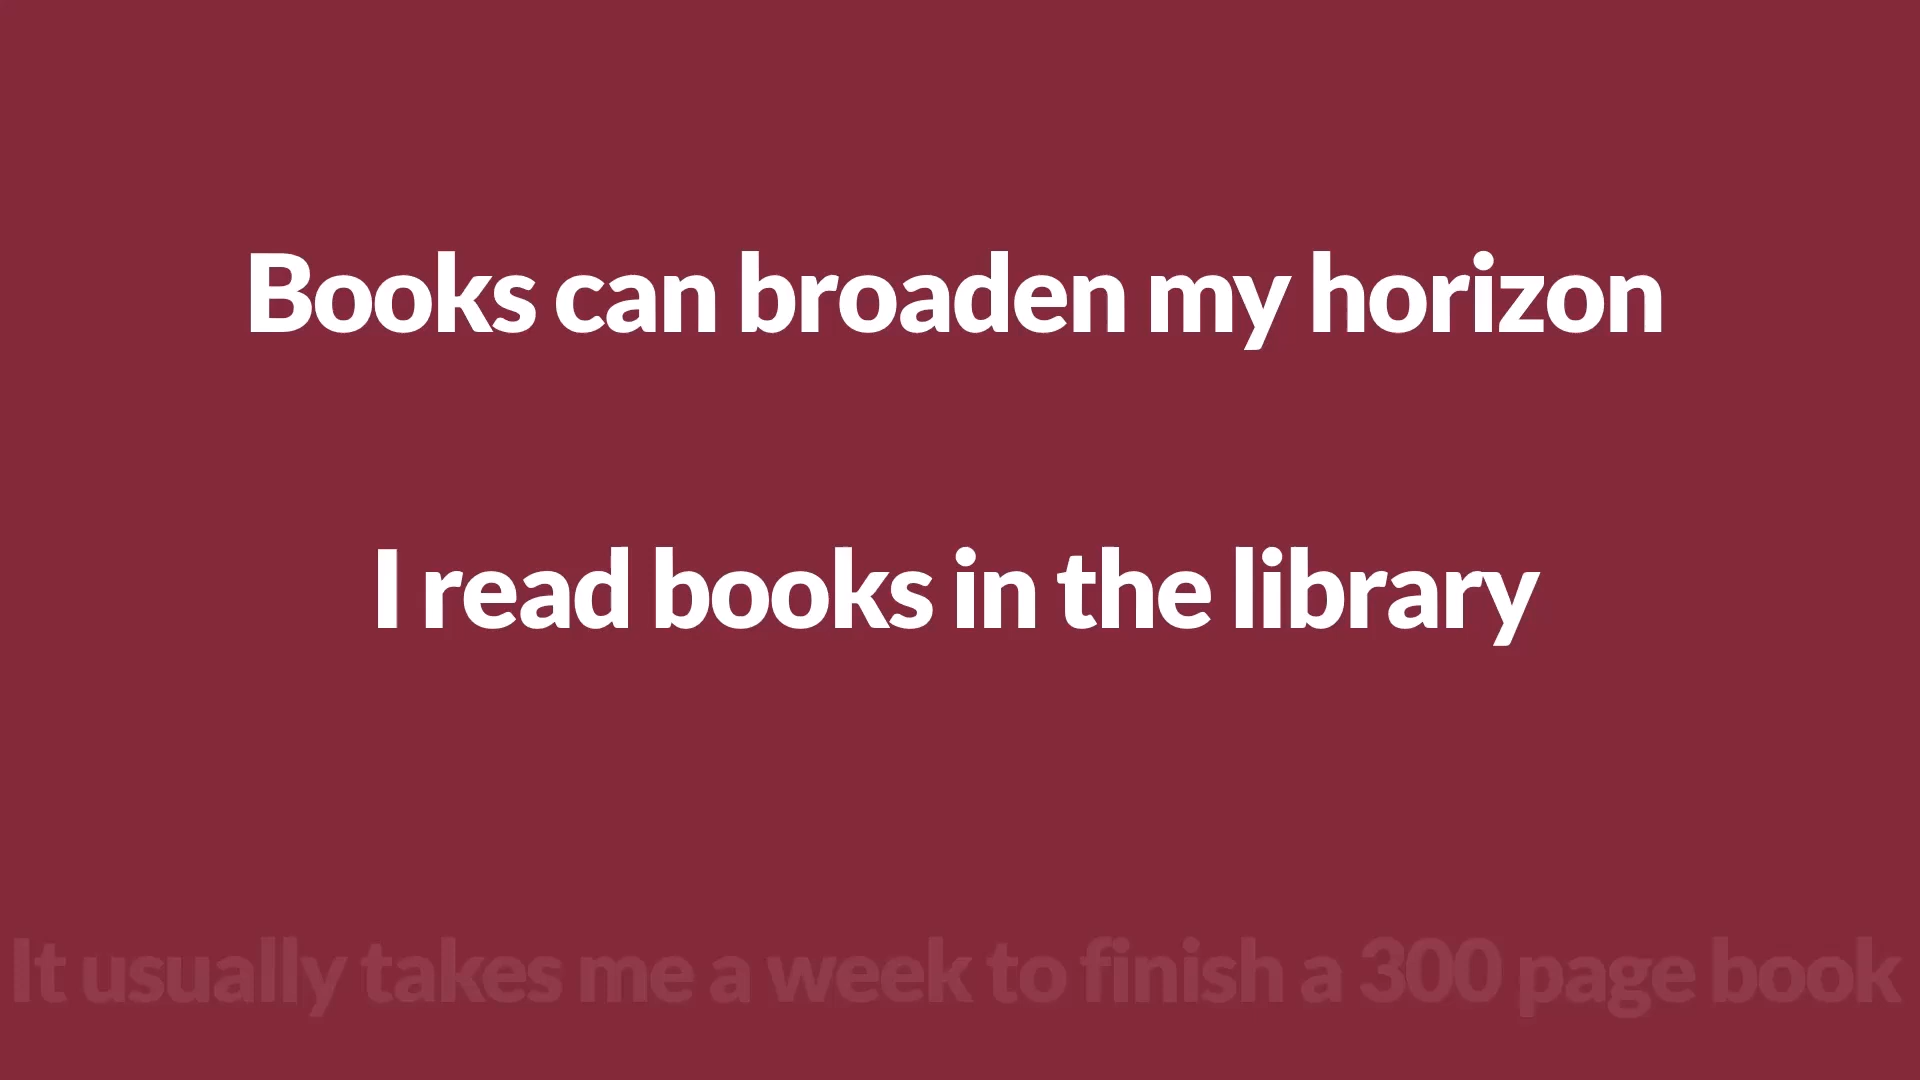 Books can broaden my horizon
I read books in the library
It usually takes me a week to finish a 300 page book